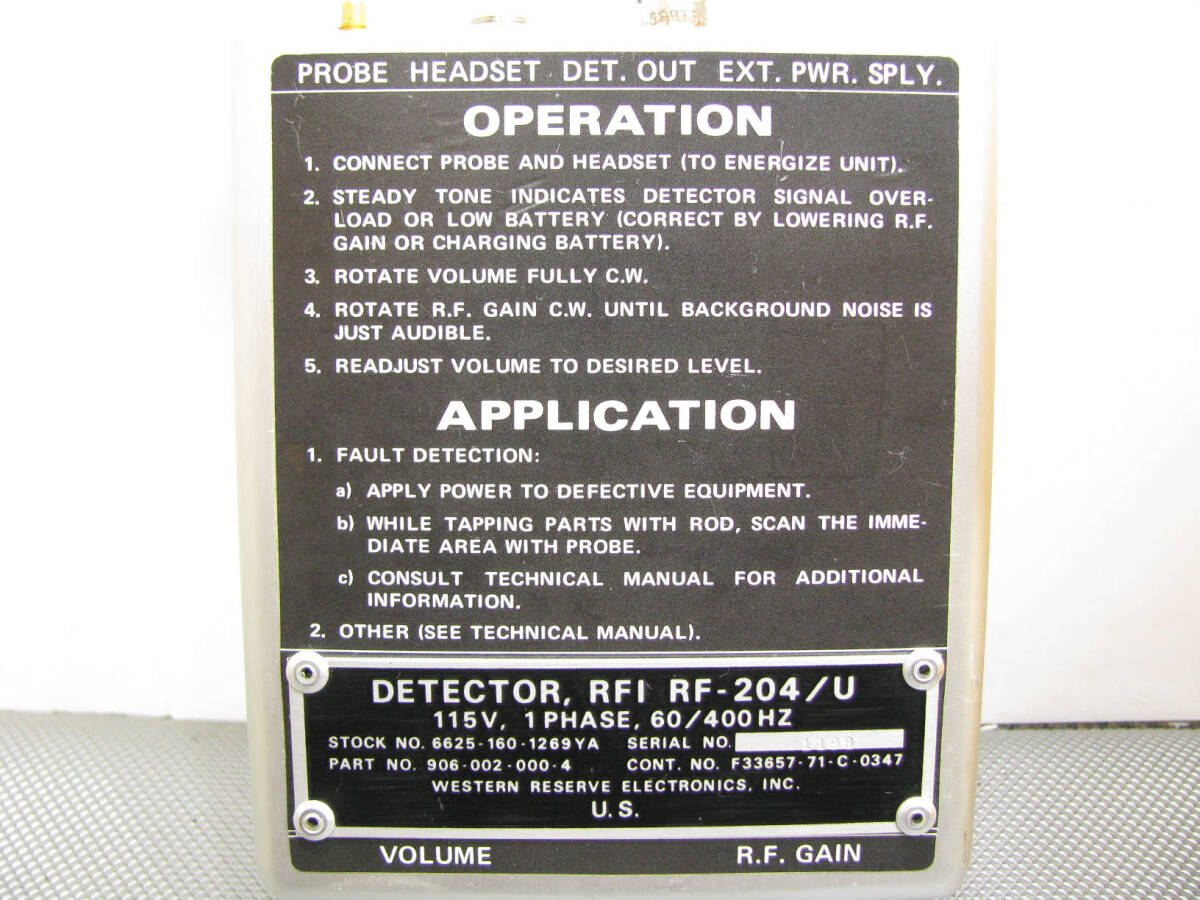 PROBE HEADSET DET. OUT EXT. PWR. SPLY.
OPERATION
1. CONNECT PROBE AND HEADSET (TO ENERGIZE UNIT).
2. STEADY TONE INDICATES DETECTOR SIGNAL OVER-
LOAD OR LOW BATTERY (CORRECT BY LOWERING R.F.
GAIN OR CHARGING BATTERY).
3. ROTATE VOLUME FULLY C.W.
4. ROTATE R.F. GAIN C.W. UNTIL BACKGROUND NOISE IS
JUST AUDIBLE.
5. READJUST VOLUME TO DESIRED LEVEL.
APPLICATION
1. FAULT DETECTION:
a) APPLY POWER TO DEFECTIVE EQUIPMENT.
b) WHILE TAPPING PARTS WITH ROD, SCAN THE IMME-
DIATE AREA WITH PROBE.
c) CONSULT TECHNICAL MANUAL FOR ADDITIONAL
INFORMATION.
2. OTHER (SEE TECHNICAL MANUAL).
DETECTOR, RFI RF-204/U
115V, 1 PHASE, 60/400 HZ
STOCK NO. 6625-160-1269YA SERIAL NO. 1198
PART NO. 906-002-000-4 CONT. NO. F33657-71-C-0347
WESTERN RESERVE ELECTRONICS, INC.
U.S.
VOLUME R.F. GAIN